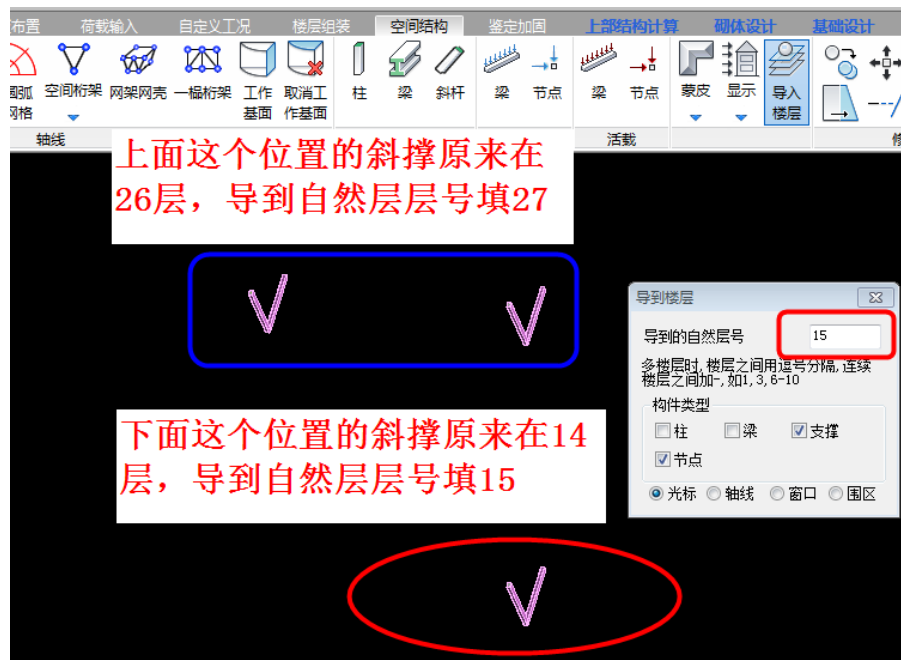 布置 荷载输入 自定义工况 楼层组装 空间结构 鉴定加固 上部结构计算 砌体设计 基础设计
圆弧 空间桁架 网架网壳 一榀桁架 工作 取消工 柱 梁 斜杆 梁 节点 梁 节点 蒙皮 显示 导入
网格 基面 作基面 楼层
轴线 活载 修
上面这个位置的斜撑原来在
26层，导到自然层层号填27
导到楼层
导到的自然层号 15
多楼层时,楼层之间用逗号分隔,连续
楼层之间加-,如1,3,6-10
构件类型
柱 梁 支撑
节点
光标 轴线 窗口 围区
下面这个位置的斜撑原来在14
层，导到自然层层号填15